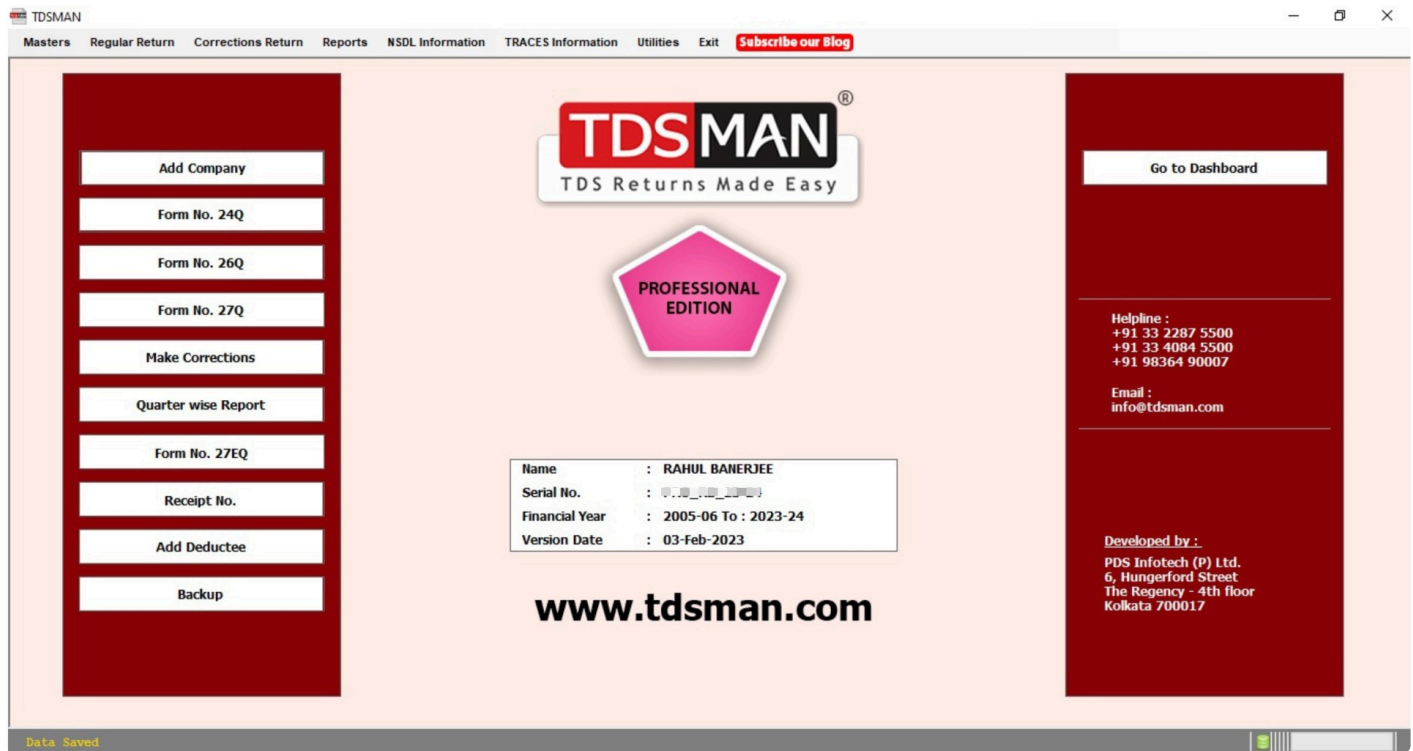 TDSMAN
Masters Regular Return Corrections Return Reports NSDL Information TRACES Information Utilities Exit Subscribe our Blog
Add Company
Form No. 24Q
Form No. 26Q
Form No. 27Q
Make Corrections
Quarter wise Report
Form No. 27EQ
Receipt No.
Add Deductee
Backup
TDSMAN®
TDS Returns Made Easy
PROFESSIONAL
EDITION
Name : RAHUL BANERJEE
Serial No. :
Financial Year : 2005-06 To : 2023-24
Version Date : 03-Feb-2023
www.tdsman.com
Go to Dashboard
Helpline :
+91 33 2287 5500
+91 33 4084 5500
+91 98364 90007
Email :
info@tdsman.com
Developed by :
PDS Infotech (P) Ltd.
6, Hungerford Street
The Regency - 4th floor
Kolkata 700017
Data Saved